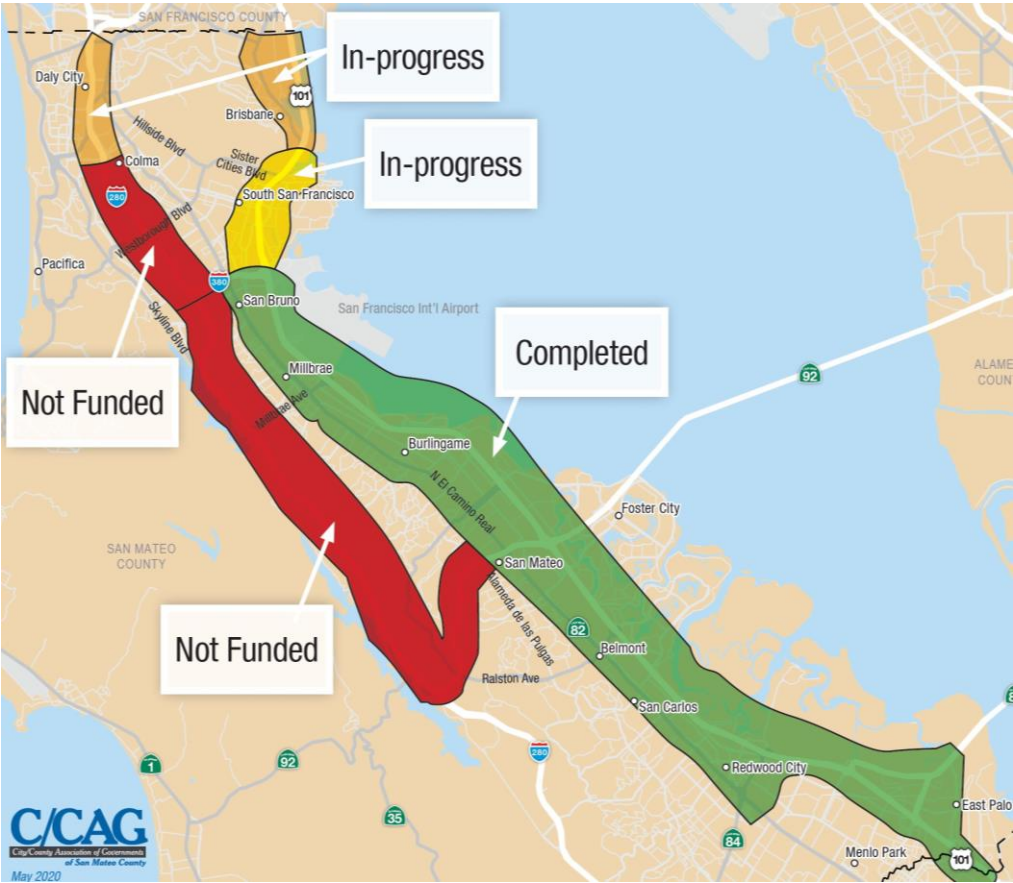 SAN FRANCISCO COUNTY
In-progress
Daly City
101
Brisbane
Hillside Blvd
Sister
Cities Blvd
In-progress
Colma
280
South San Francisco
Westborough Blvd
Pacifica
380
San Bruno
San Francisco Int'l Airport
Skyline Blvd
Completed
92
ALAME
COUN
Not Funded
Millbrae
Millbrae Ave
Burlingame
N El Camino Real
Foster City
SAN MATEO
COUNTY
San Mateo
Alameda de las Pulgas
Not Funded
82
Belmont
Ralston Ave
San Carlos
280
1
92
Redwood City
East Palo
35
84
Menlo Park
101
C/CAG
City/County Association of Governments
of San Mateo County
May 2020